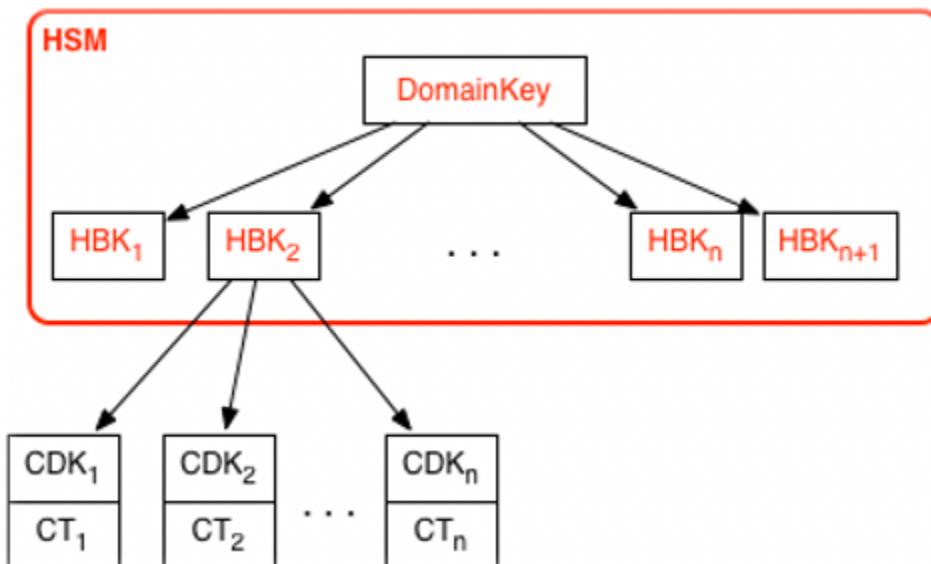 HSM
DomainKey
HBK₁ HBK₂ . . . HBKₙ HBKₙ₊₁
CDK₁ CDK₂ CDKₙ
. . .
CT₁ CT₂ CTₙ